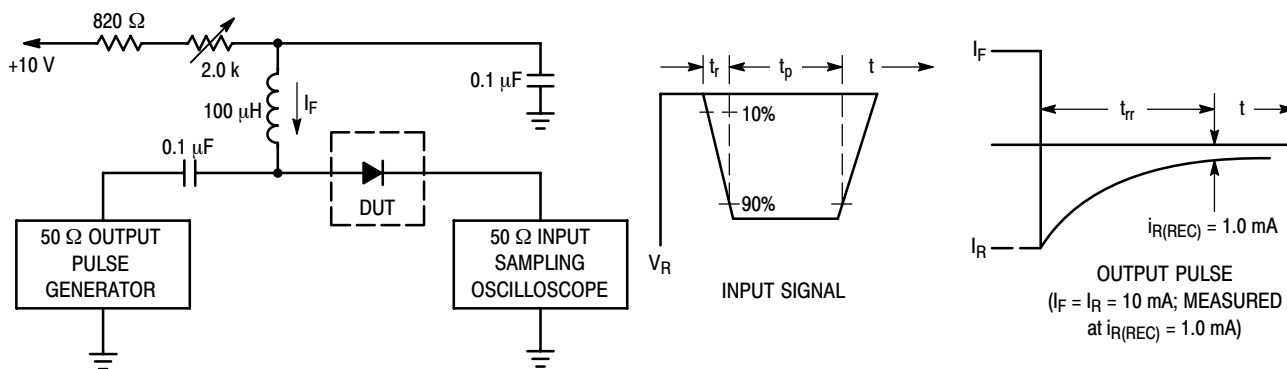 820 Ω
+10 V
2.0 k
100 µH
I_F
0.1 µF
0.1 µF
DUT
50 Ω OUTPUT
PULSE
GENERATOR
50 Ω INPUT
SAMPLING
OSCILLOSCOPE
t_r
t_p
t
10%
90%
V_R
INPUT SIGNAL
I_F
t_rr
t
I_R
i_R(REC) = 1.0 mA
OUTPUT PULSE
(I_F = I_R = 10 mA; MEASURED
at i_R(REC) = 1.0 mA)